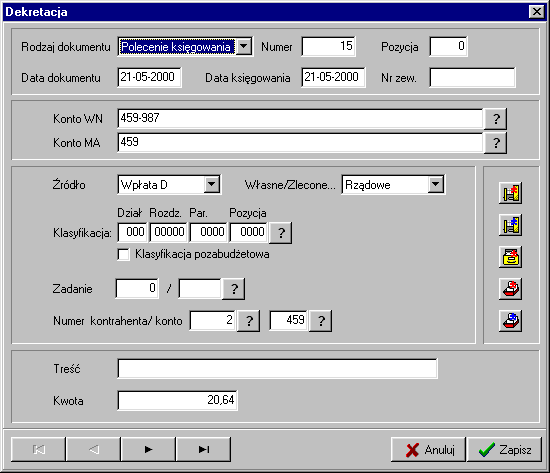 Dekretacja
Rodzaj dokumentu Polecenie księgowania Numer 15 Pozycja 0
Data dokumentu 21-05-2000 Data księgowania 21-05-2000 Nr zew.
Konto WN 459-987 ?
Konto MA 459 ?
Źródło Wpłata D Własne/Zlecone... Rządowe
Dział Rozdz. Par. Pozycja
Klasyfikacja: 000 00000 0000 0000 ?
Klasyfikacja pozabudżetowa
Zadanie 0 / ?
Numer kontrahenta/ konto 2 ? 459 ?
Treść
Kwota 20,64
Anuluj Zapisz